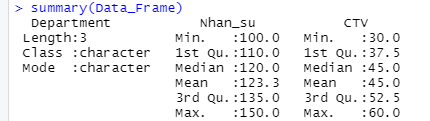 > summary(Data_Frame)
Department Nhan_su CTV
Length:3 Min. :100.0 Min. :30.0
Class :character 1st Qu.:110.0 1st Qu.:37.5
Mode :character Median :120.0 Median :45.0
Mean :123.3 Mean :45.0
3rd Qu.:135.0 3rd Qu.:52.5
Max. :150.0 Max. :60.0